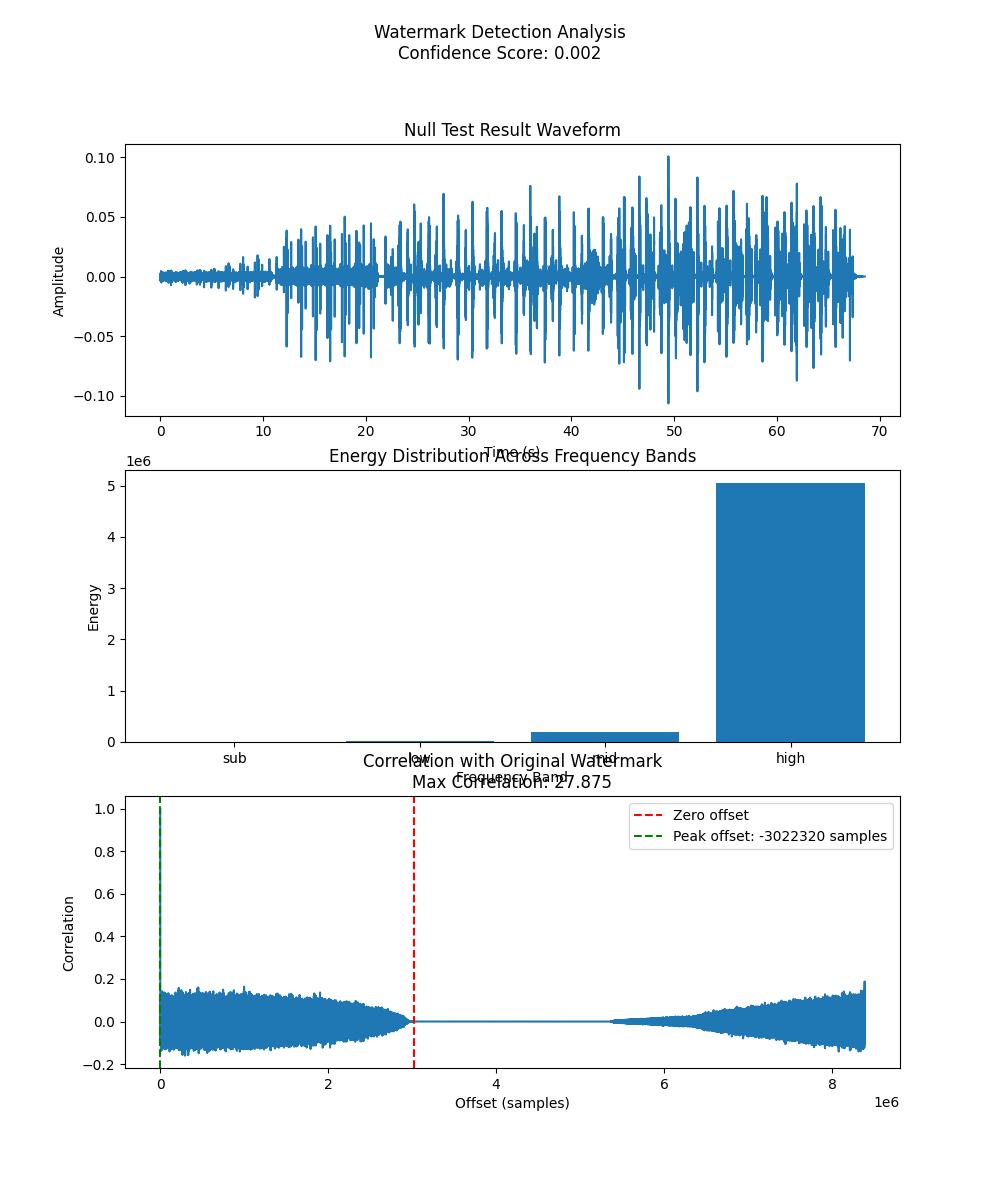 Watermark Detection Analysis
Confidence Score: 0.002
Null Test Result Waveform
0.10
0.05
0.00
−0.05
−0.10
Amplitude
0 10 20 30 40 50 60 70
Time (s)
Energy Distribution Across Frequency Bands
1e6
5
4
3
2
1
0
Energy
sub low mid high
Frequency Band
Correlation with Original Watermark
Max Correlation: 27.875
1.0
0.8
0.6
0.4
0.2
0.0
−0.2
Correlation
Zero offset
Peak offset: -3022320 samples
0 2 4 6 8
Offset (samples)
1e6